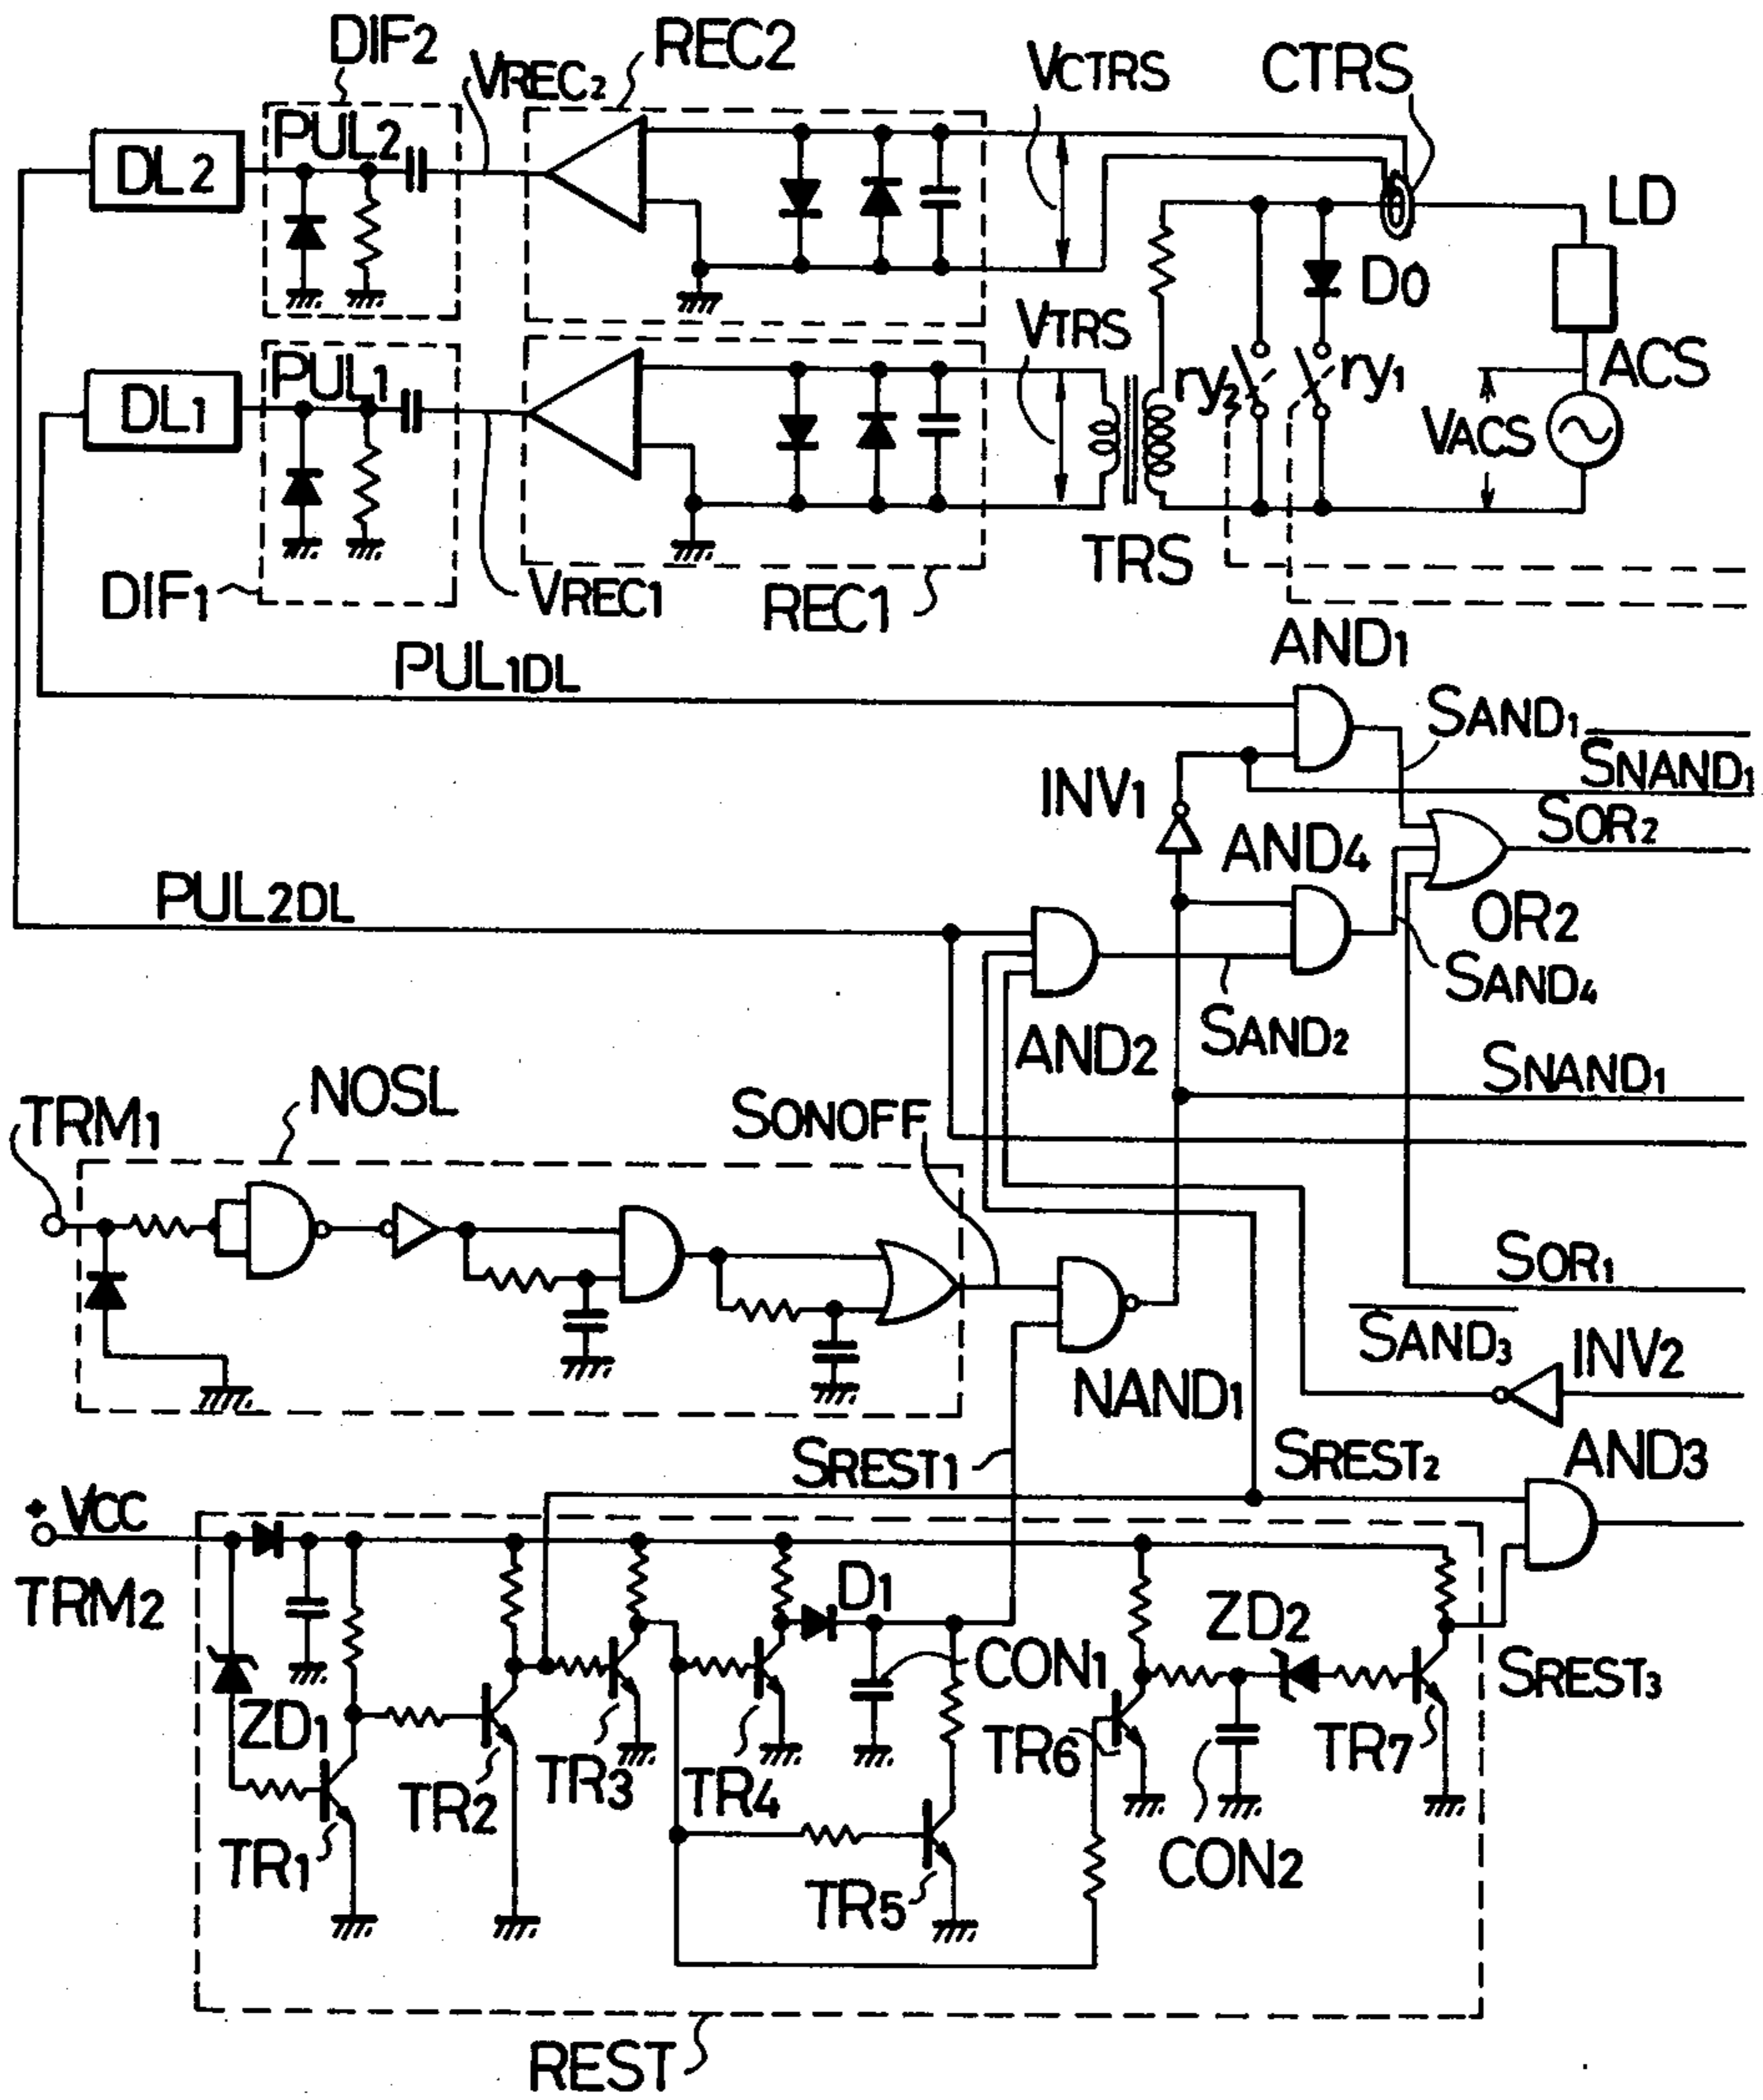 DIF2
REC2
VREC2
VCTRS
CTRS
PUL2
DL2
LD
D0
VTRS
PUL1
DL1
ry2
ry1
ACS
VACS
TRS
DIF1
VREC1
REC1
AND1
PUL1DL
SAND1
SNAND1
INV1
SOR2
AND4
PUL2DL
OR2
SAND4
SAND2
AND2
SNAND1
NOSL
TRM1
SONOFF
SOR1
SAND3
INV2
NAND1
SREST1
SREST2
AND3
+VCC
TRM2
D1
ZD2
CON1
SREST3
ZD1
TR6
TR7
TR3
TR4
TR2
TR1
CON2
TR5
REST